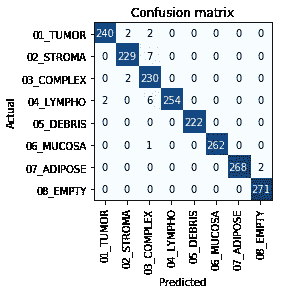 Confusion matrix
Actual
01_TUMOR 240 2 2 0 0 0 0 0
02_STROMA 0 229 7 0 0 0 0 0
03_COMPLEX 0 2 230 0 0 0 0 0
04_LYMPHO 2 0 6 254 0 0 0 0
05_DEBRIS 0 0 0 0 222 0 0 0
06_MUCOSA 0 0 1 0 0 262 0 0
07_ADIPOSE 0 0 0 0 0 0 268 2
08_EMPTY 0 0 0 0 0 0 0 271
01_TUMOR 02_STROMA 03_COMPLEX 04_LYMPHO 05_DEBRIS 06_MUCOSA 07_ADIPOSE 08_EMPTY
Predicted